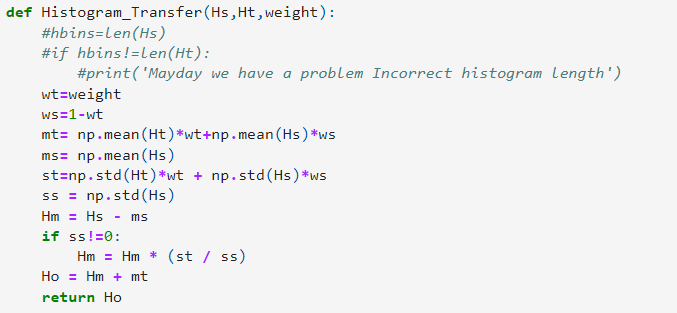 def Histogram_Transfer(Hs,Ht,weight):
    #hbins=len(Hs)
    #if hbins!=len(Ht):
        #print('Mayday we have a problem Incorrect histogram length')
    wt=weight
    ws=1-wt
    mt= np.mean(Ht)*wt+np.mean(Hs)*ws
    ms= np.mean(Hs)
    st=np.std(Ht)*wt + np.std(Hs)*ws
    ss = np.std(Hs)
    Hm = Hs - ms
    if ss!=0:
        Hm = Hm * (st / ss)
    Ho = Hm + mt
    return Ho